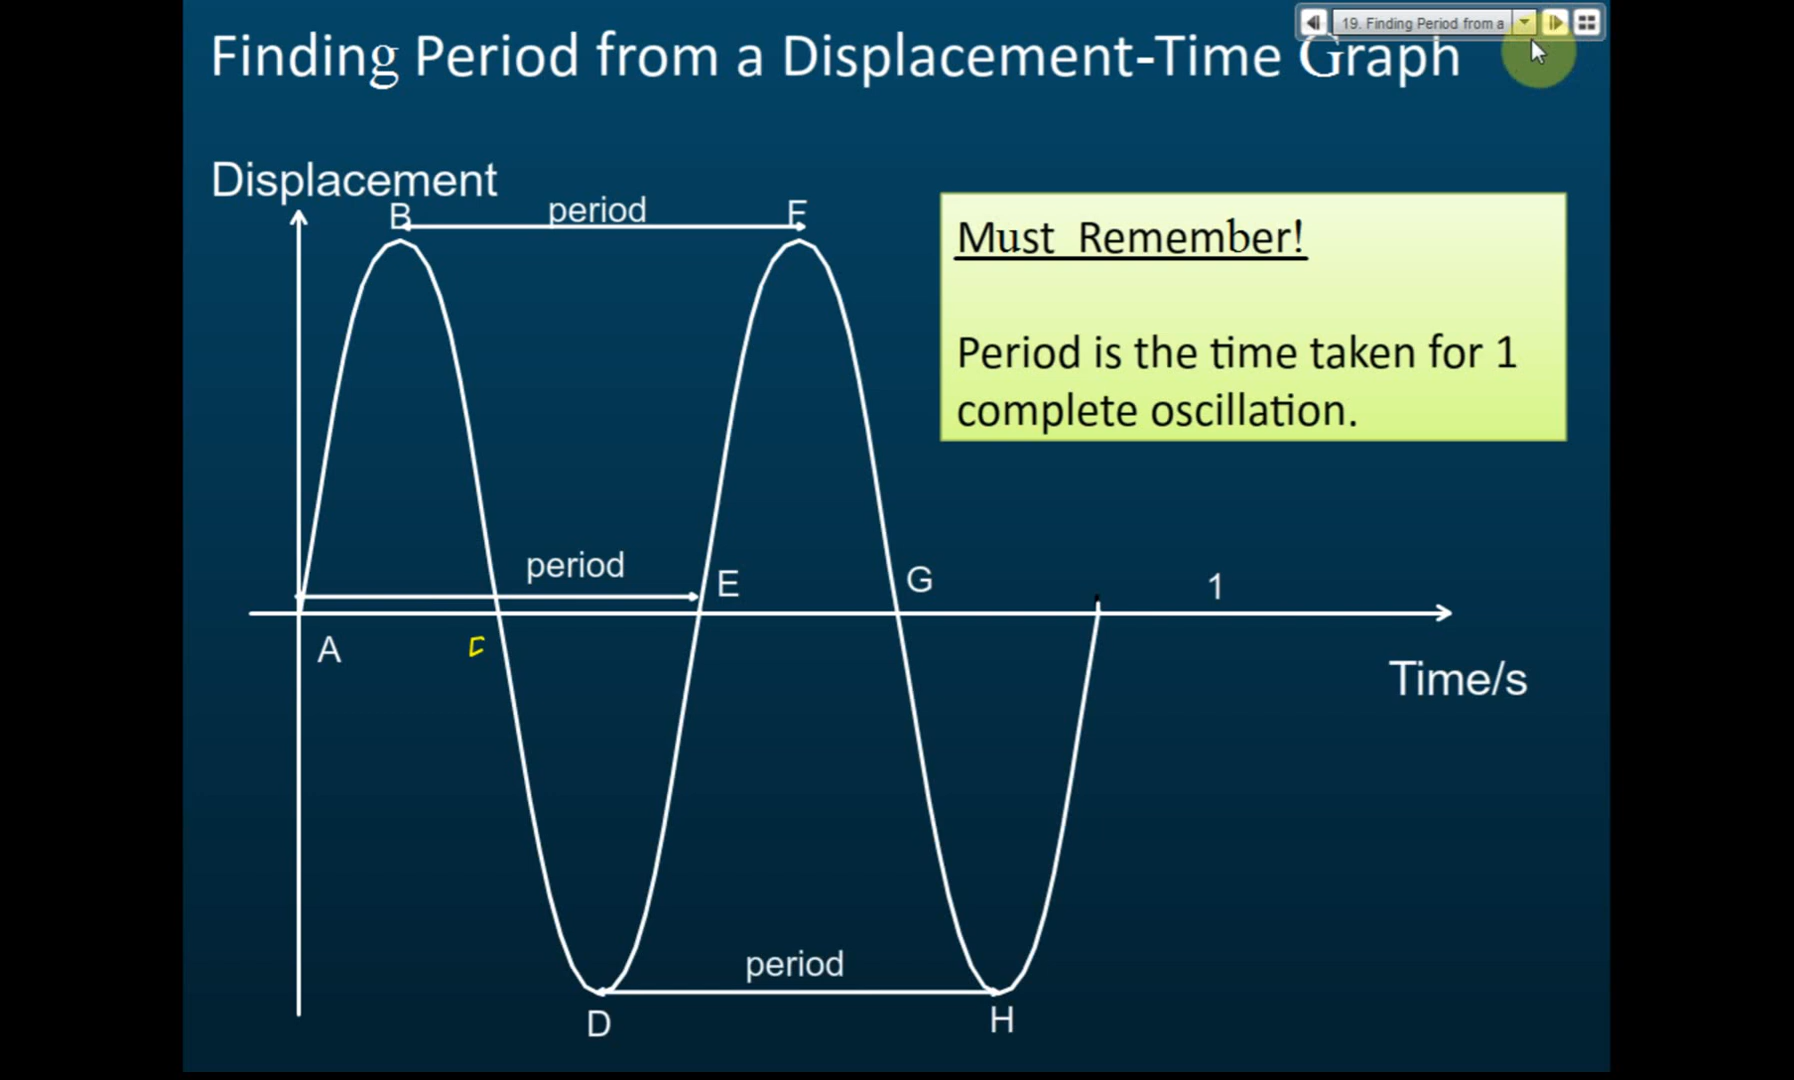 19. Finding Period from a
Finding Period from a Displacement-Time Graph
Displacement
B
period
F
Must Remember!
Period is the time taken for 1
complete oscillation.
period
E
G
1
A
Time/s
period
D
H